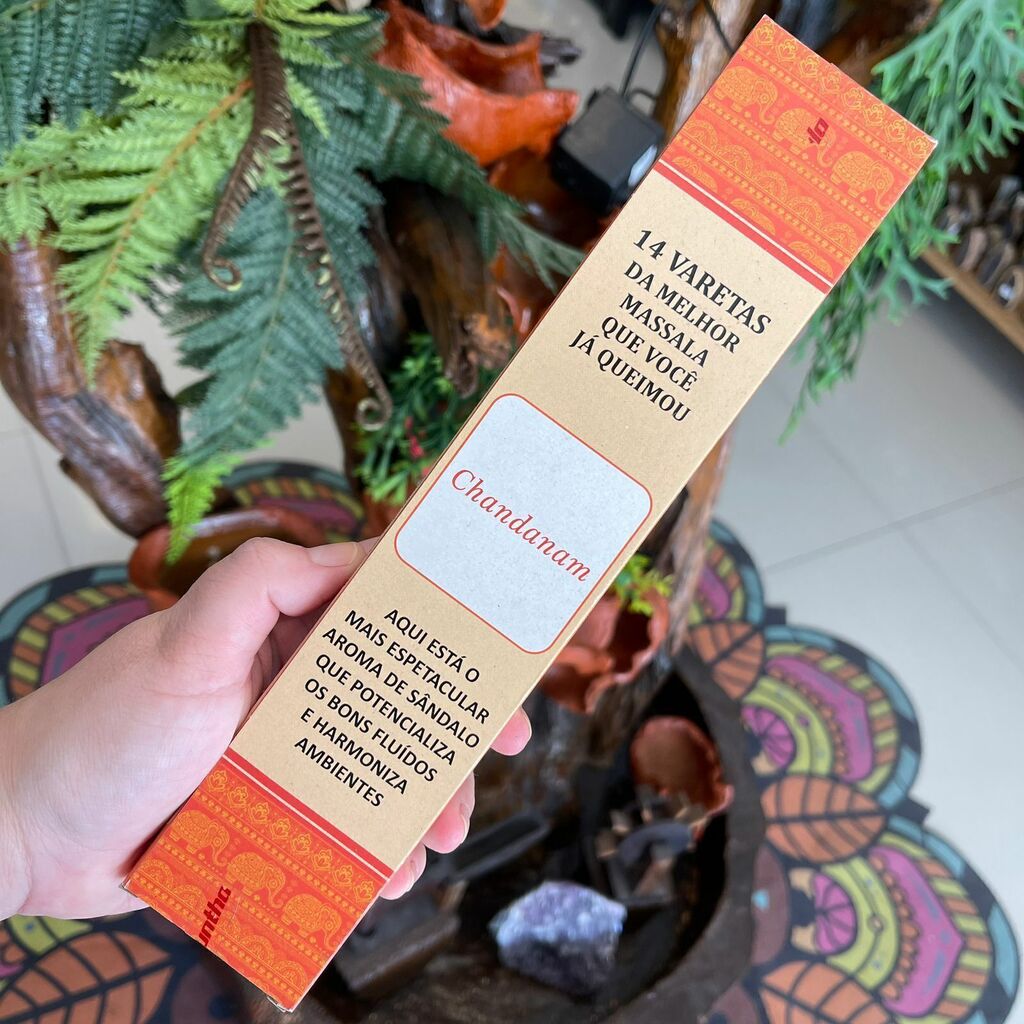 14 VARETAS
DA MELHOR
MASSALA
QUE VOCÊ
JÁ QUEIMOU
Chandanam
AQUI ESTÁ O
MAIS ESPETACULAR
AROMA DE SÂNDALO
QUE POTENCIALIZA
OS BONS FLUÍDOS
E HARMONIZA
AMBIENTES